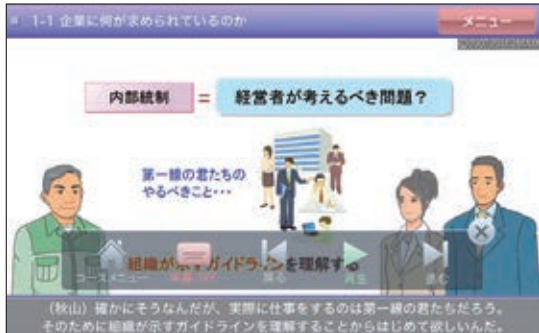 1-1 企業に何が求められているのか
メニュー
内部統制 = 経営者が考えるべき問題？
第一線の君たちの
やるべきこと・・・
組織が示すガイドラインを理解する
コースメニュー
戻る
再生
進む
（秋山）確かにそうなんだが、実際に仕事をするのは第一線の君たちだろう。
そのために組織が示すガイドラインを理解することからはじめて欲しいんだ。